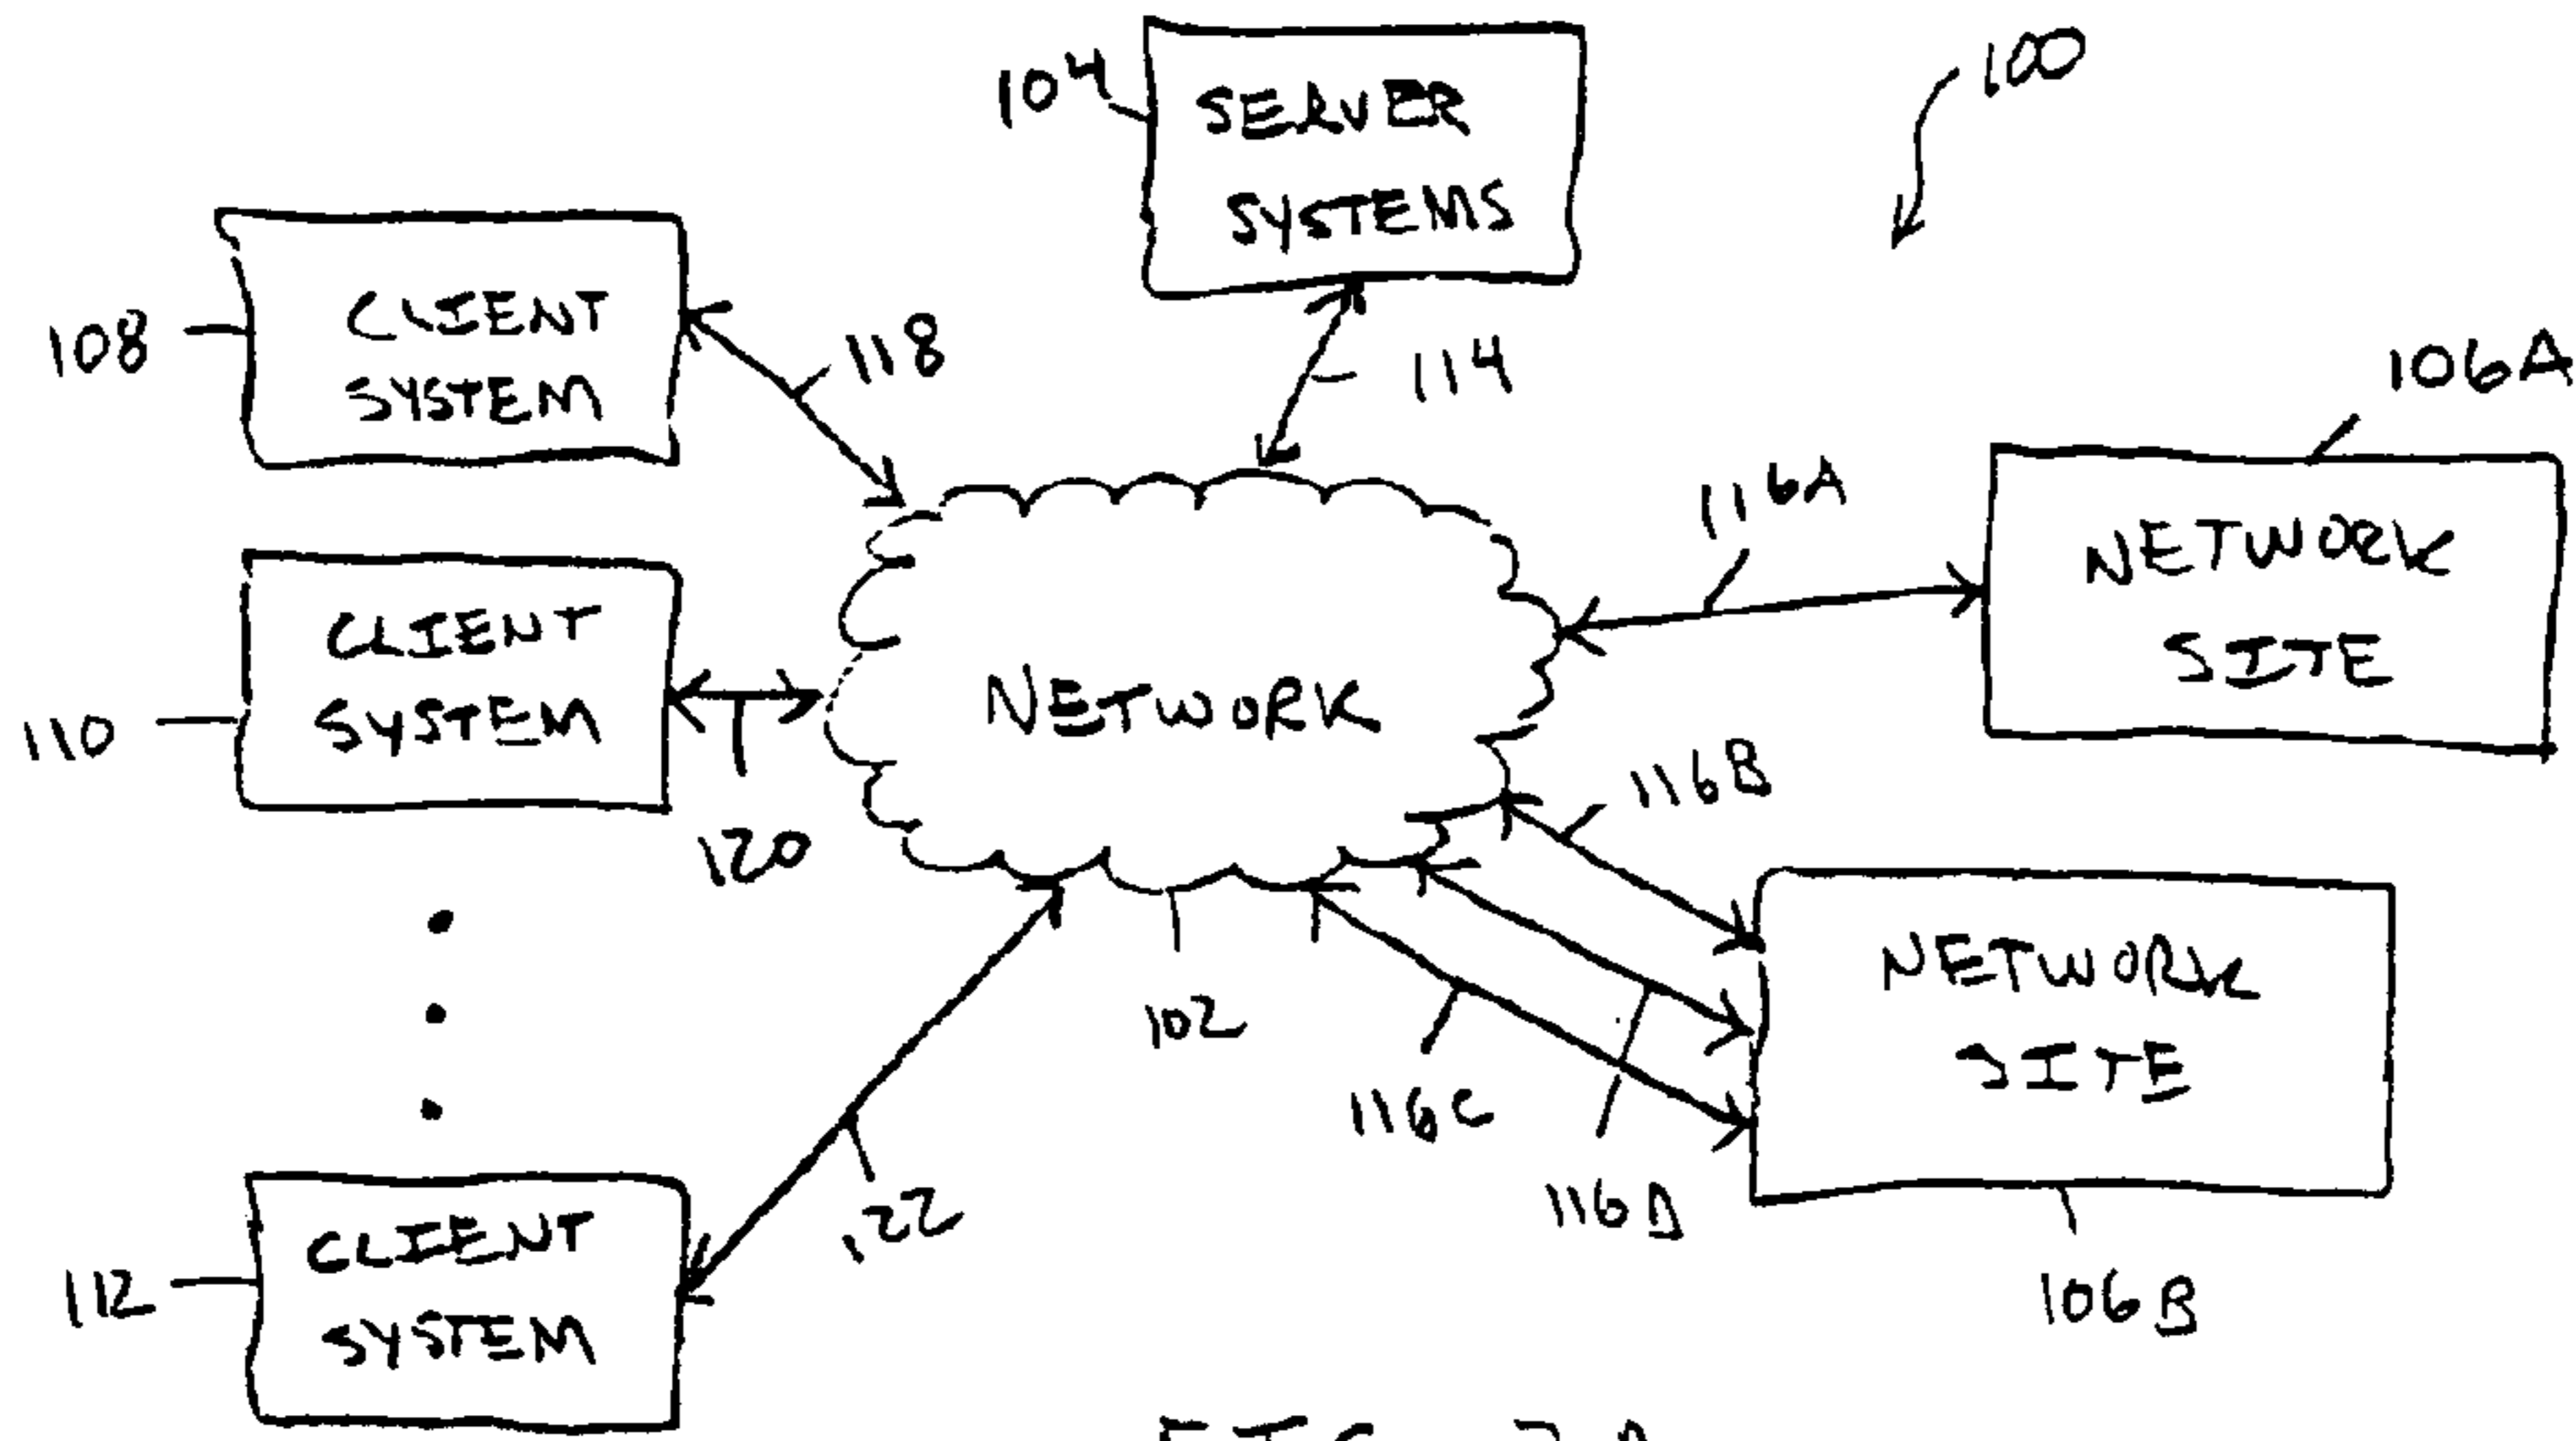 100
104
SERVER
SYSTEMS
108
CLIENT
SYSTEM
118
114
106A
NETWORK
SITE
116A
110
CLIENT
SYSTEM
120
NETWORK
102
116B
116C
116D
NETWORK
SITE
106B
122
112
CLIENT
SYSTEM